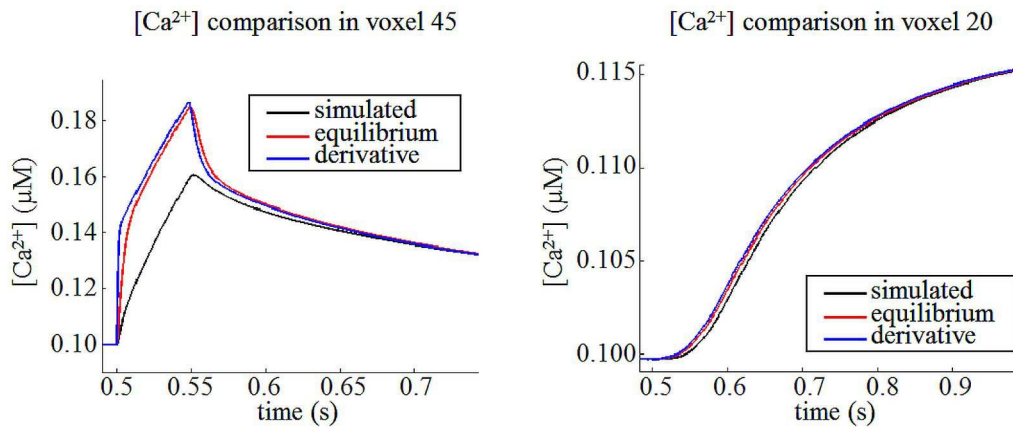 [Ca²⁺] comparison in voxel 45
[Ca²⁺] (μM)
0.18
0.16
0.14
0.12
0.10
simulated
equilibrium
derivative
0.5
0.55
0.6
0.65
0.7
time (s)
[Ca²⁺] comparison in voxel 20
[Ca²⁺] (μM)
0.115
0.110
0.105
0.100
simulated
equilibrium
derivative
0.5
0.6
0.7
0.8
0.9
time (s)